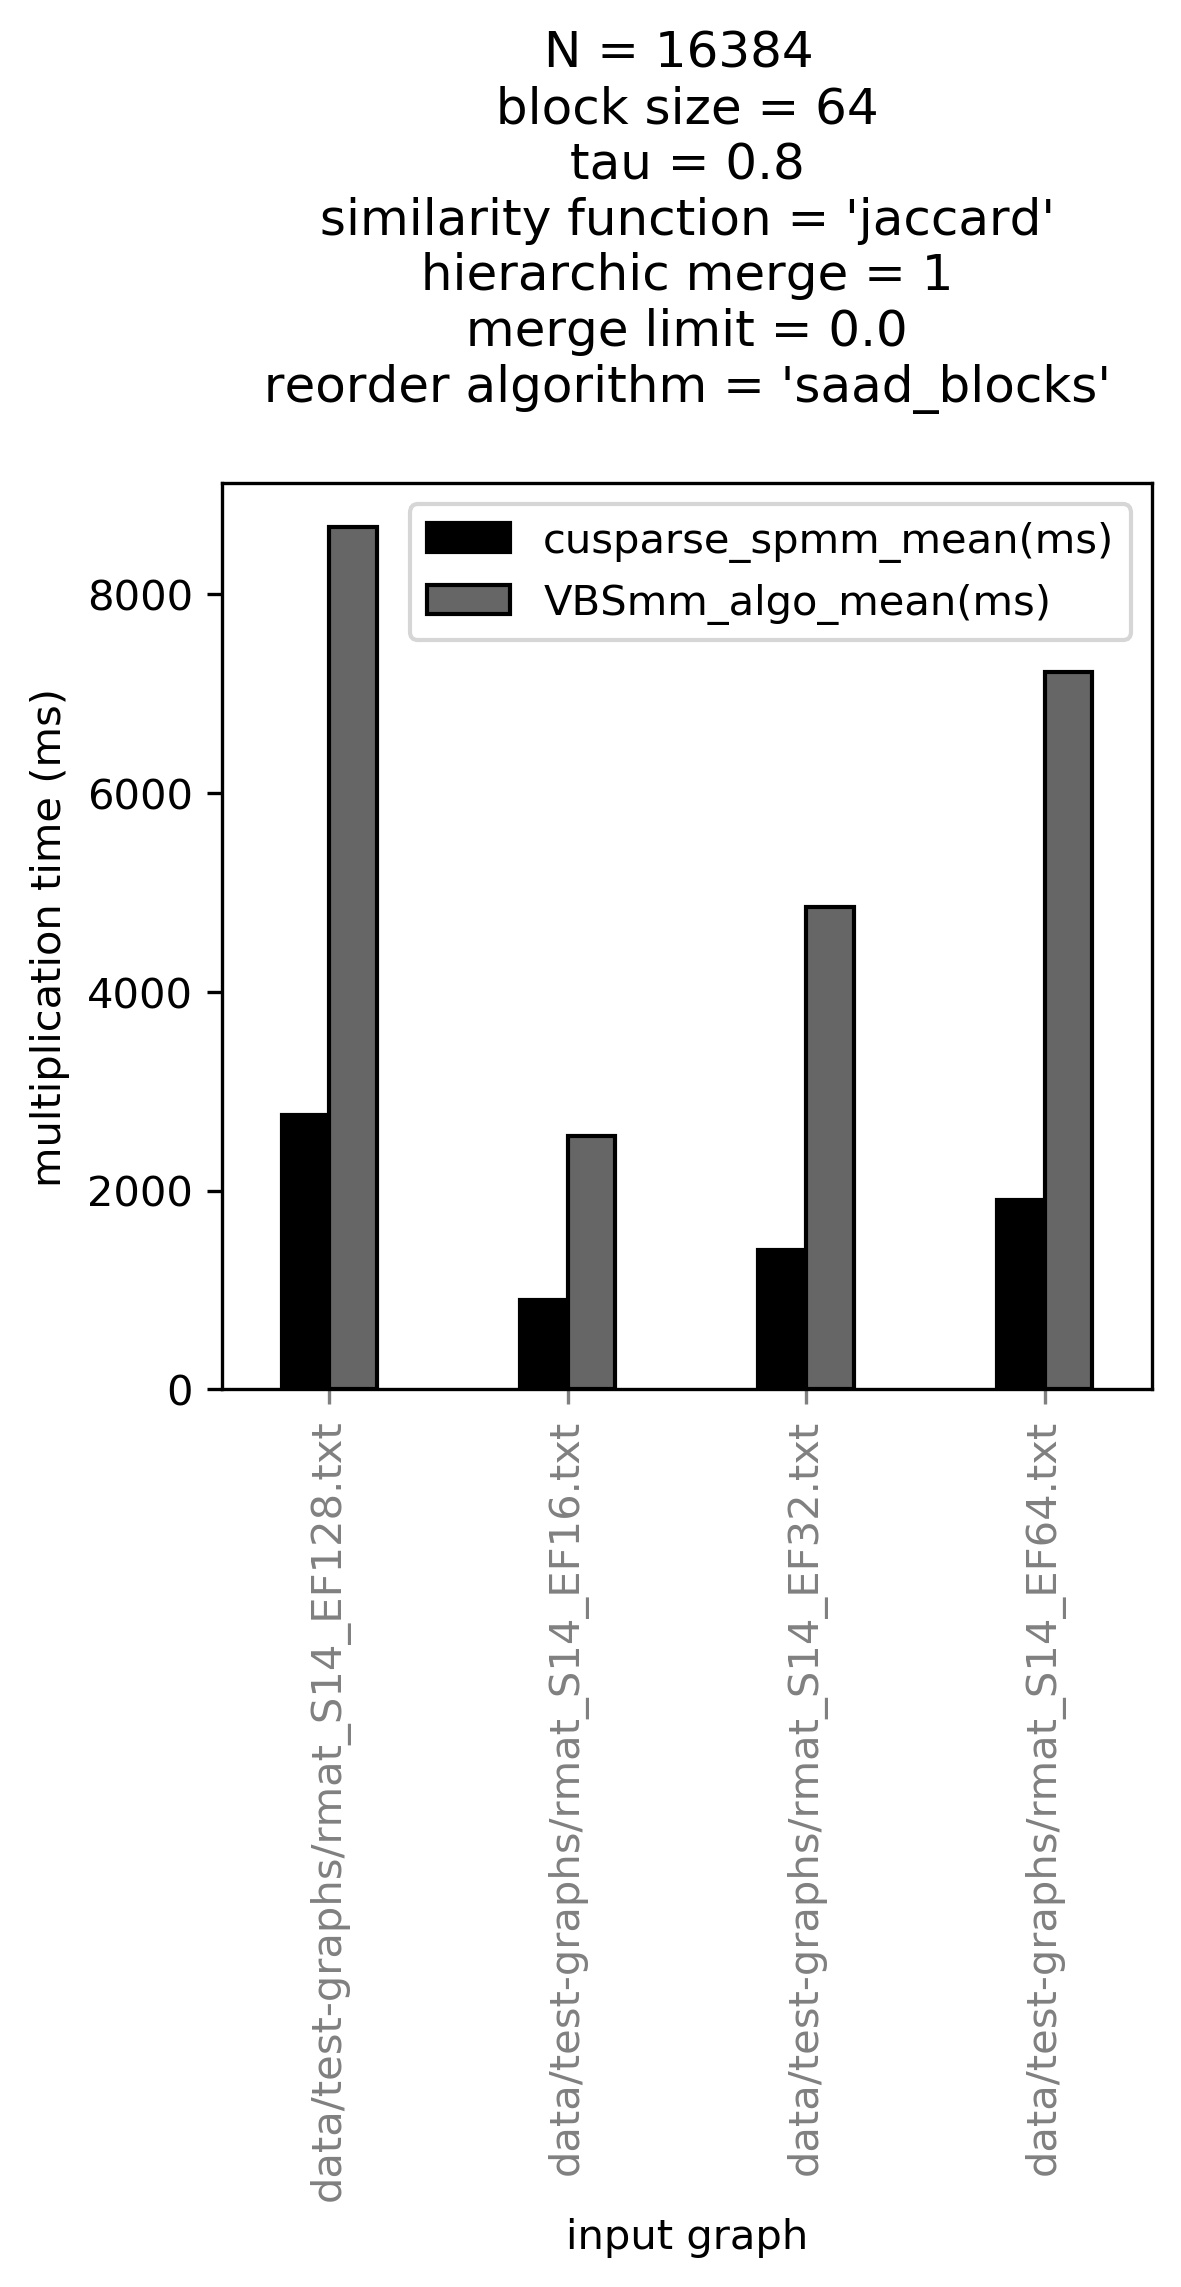 N = 16384
block size = 64
tau = 0.8
similarity function = 'jaccard'
hierarchic merge = 1
merge limit = 0.0
reorder algorithm = 'saad_blocks'
cusparse_spmm_mean(ms)
VBSmm_algo_mean(ms)
multiplication time (ms)
8000
6000
4000
2000
0
data/test-graphs/rmat_S14_EF128.txt
data/test-graphs/rmat_S14_EF16.txt
data/test-graphs/rmat_S14_EF32.txt
data/test-graphs/rmat_S14_EF64.txt
input graph